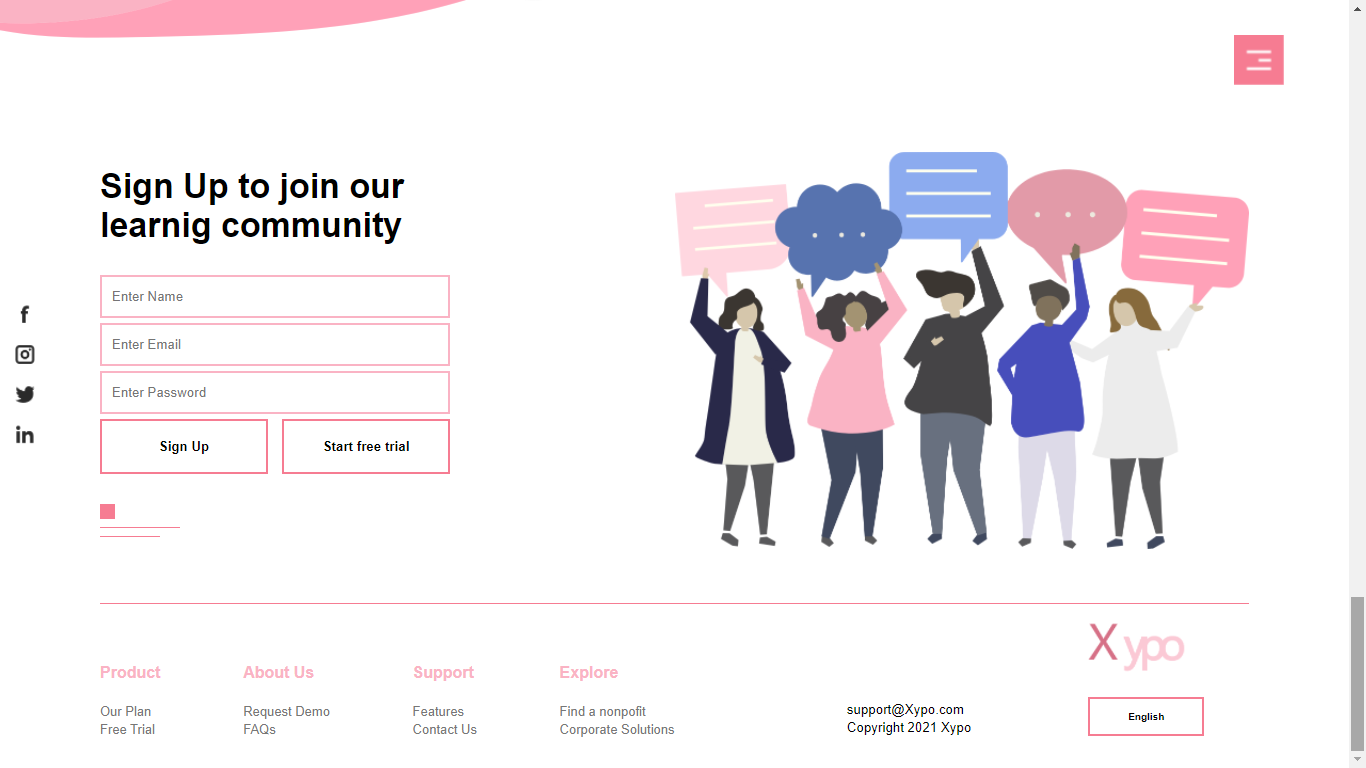 Sign Up to join our
learnig community
Enter Name
Enter Email
Enter Password
Sign Up
Start free trial
Product
Our Plan
Free Trial
About Us
Request Demo
FAQs
Support
Features
Contact Us
Explore
Find a nonpofit
Corporate Solutions
support@Xypo.com
Copyright 2021 Xypo
Xypo
English